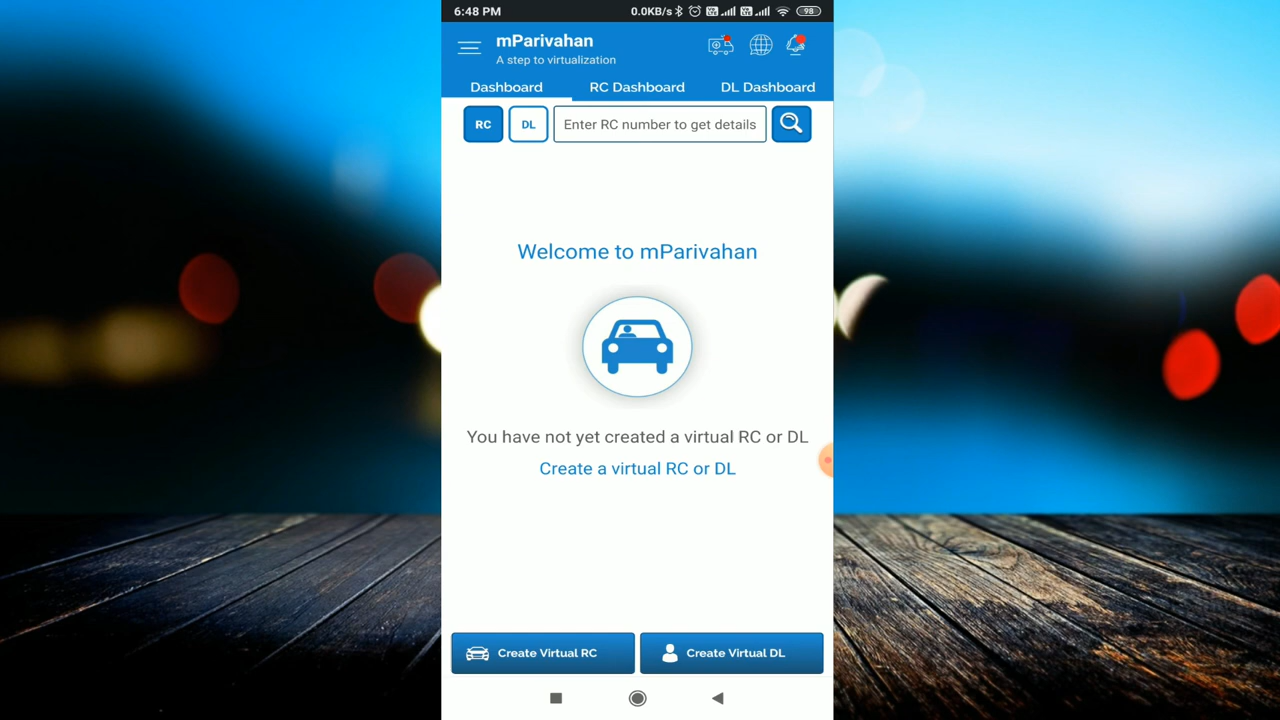 6:48 PM 0.0KB/s 98
mParivahan
A step to virtualization
Dashboard RC Dashboard DL Dashboard
RC DL Enter RC number to get details
Welcome to mParivahan
You have not yet created a virtual RC or DL
Create a virtual RC or DL
Create Virtual RC Create Virtual DL